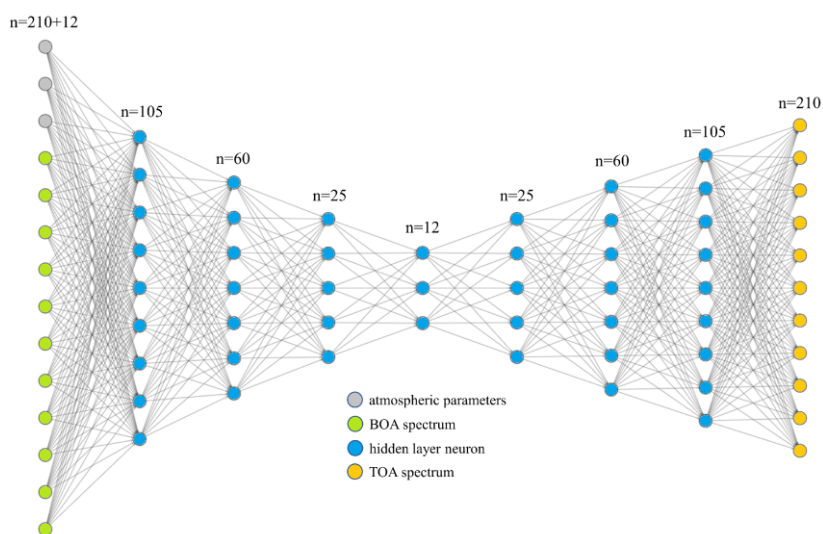 n=210+12
n=105
n=60
n=25
n=12
n=25
n=60
n=105
n=210
atmospheric parameters
BOA spectrum
hidden layer neuron
TOA spectrum